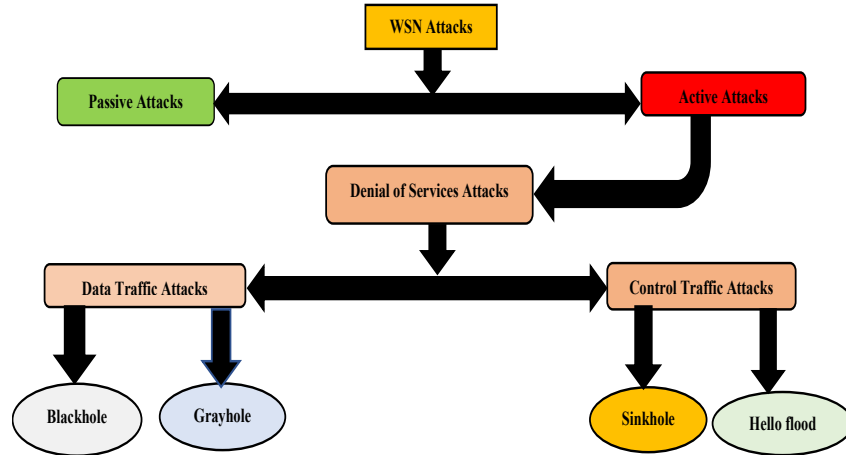 WSN Attacks
Passive Attacks
Active Attacks
Denial of Services Attacks
Data Traffic Attacks
Control Traffic Attacks
Blackhole
Grayhole
Sinkhole
Hello flood